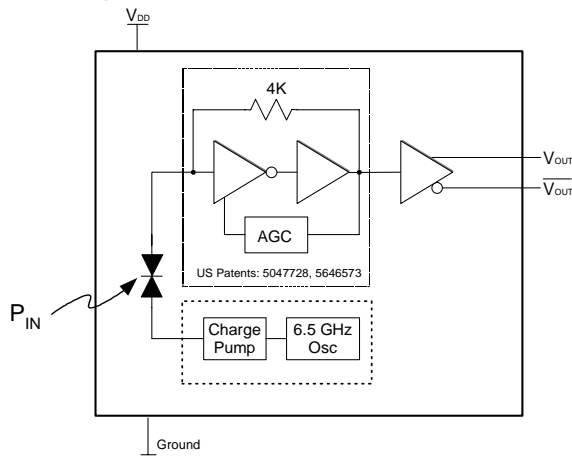 VDD
4K
AGC
US Patents: 5047728, 5646573
VOUT
VOUT
PIN
Charge
Pump
6.5 GHz
Osc
Ground